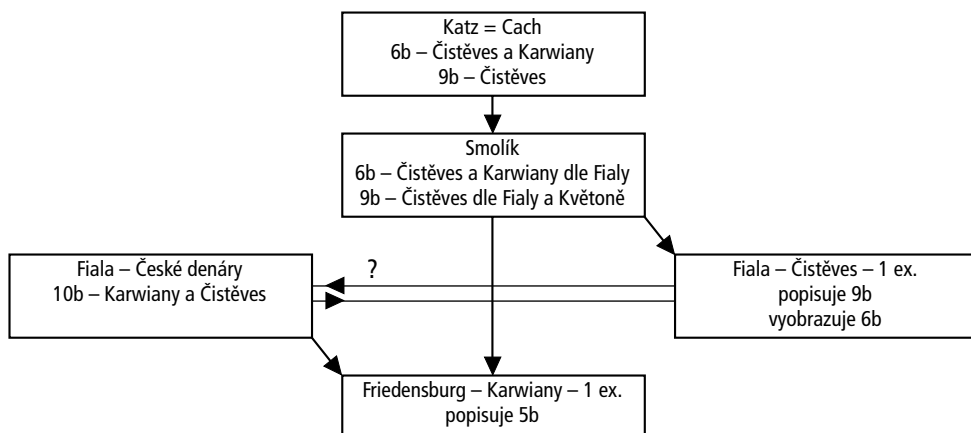 Katz = Cach
6b – Čistěves a Karwiany
9b – Čistěves
Smolík
6b – Čistěves a Karwiany dle Fialy
9b – Čistěves dle Fialy a Květoně
Fiala – České denáry
10b – Karwiany a Čistěves
?
Fiala – Čistěves – 1 ex.
popisuje 9b
vyobrazuje 6b
Friedensburg – Karwiany – 1 ex.
popisuje 5b